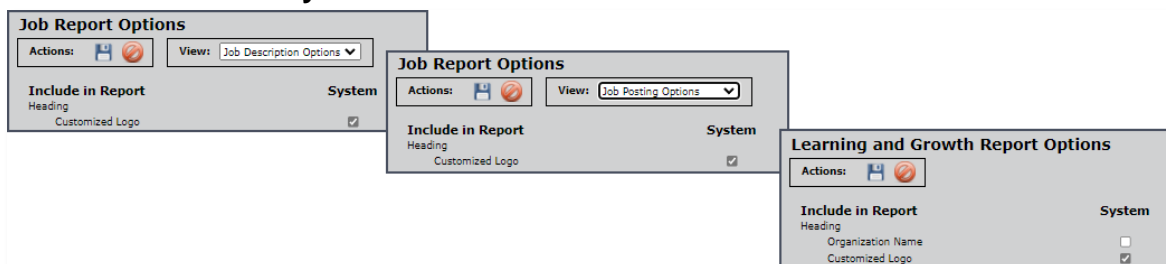 Job Report Options
Actions: View: Job Description Options
Include in Report System
Heading
Customized Logo
Job Report Options
Actions: View: Job Posting Options
Include in Report System
Heading
Customized Logo
Learning and Growth Report Options
Actions:
Include in Report System
Heading
Organization Name
Customized Logo